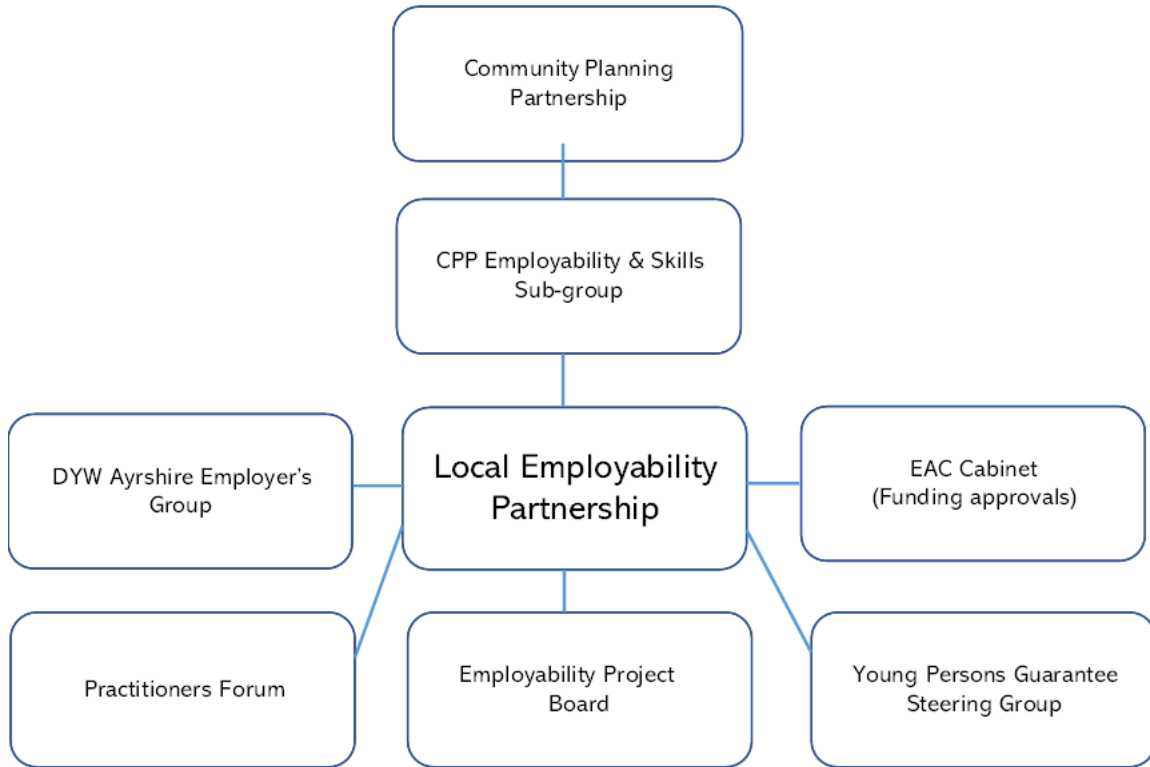 Community Planning
Partnership
CPP Employability & Skills
Sub-group
DYW Ayrshire Employer's
Group
Local Employability
Partnership
EAC Cabinet
(Funding approvals)
Practitioners Forum
Employability Project
Board
Young Persons Guarantee
Steering Group